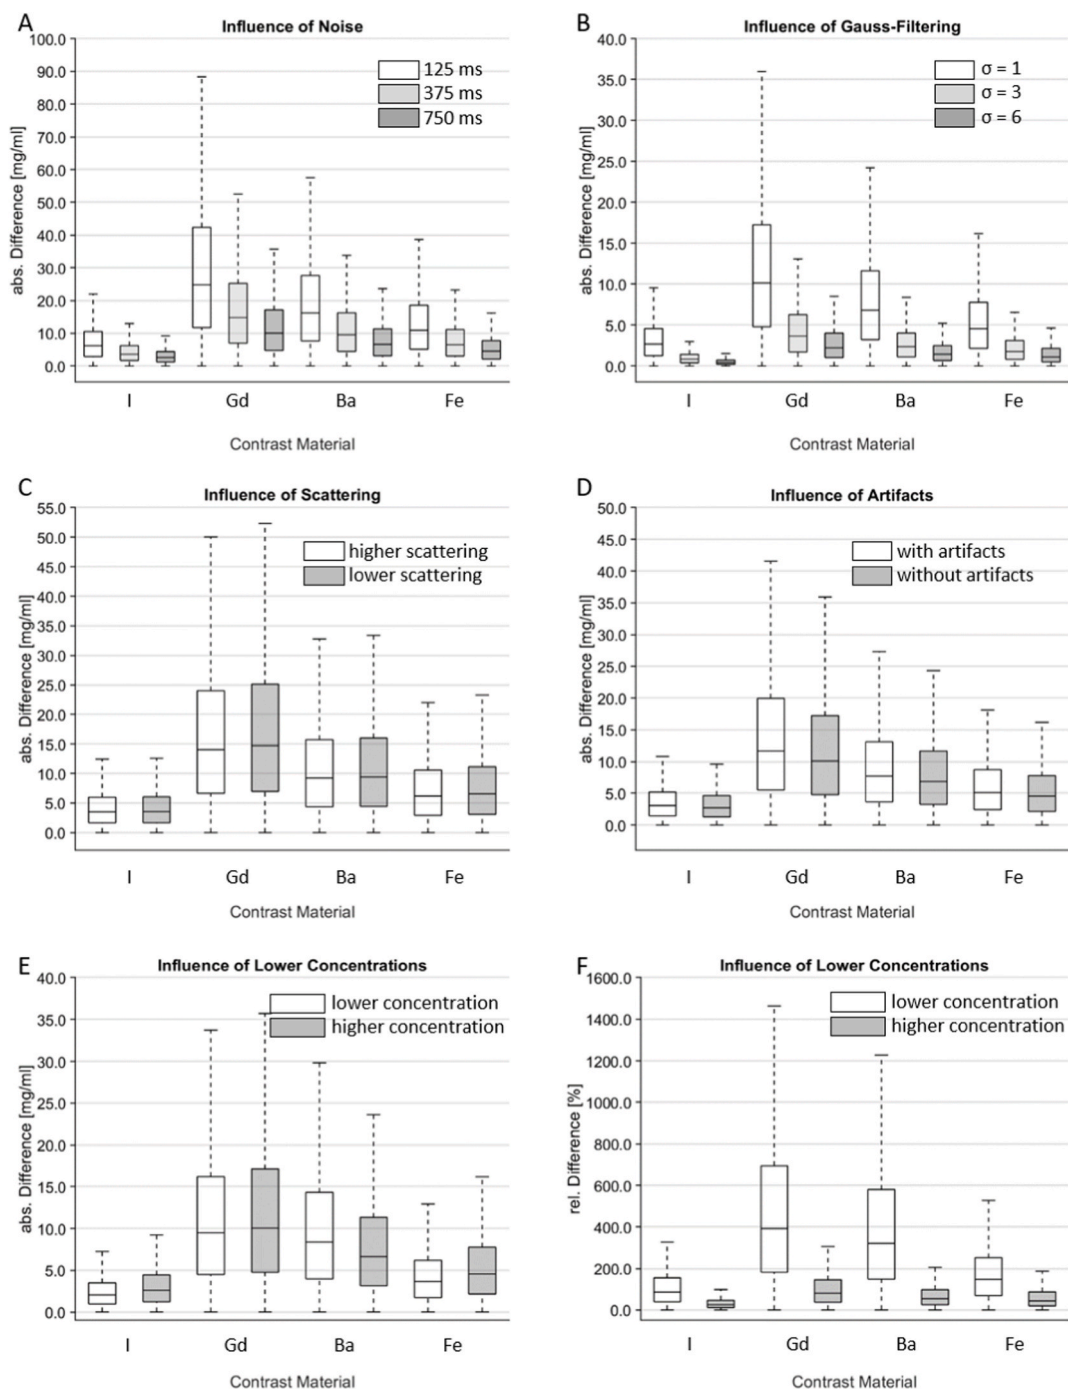 A
Influence of Noise
100.0
90.0
80.0
70.0
60.0
50.0
40.0
30.0
20.0
10.0
0.0
abs. Difference [mg/ml]
125 ms
375 ms
750 ms
I Gd Ba Fe
Contrast Material
B
Influence of Gauss-Filtering
40.0
35.0
30.0
25.0
20.0
15.0
10.0
5.0
0.0
abs. Difference [mg/ml]
σ = 1
σ = 3
σ = 6
I Gd Ba Fe
Contrast Material
C
Influence of Scattering
55.0
50.0
45.0
40.0
35.0
30.0
25.0
20.0
15.0
10.0
5.0
0.0
abs. Difference [mg/ml]
higher scattering
lower scattering
I Gd Ba Fe
Contrast Material
D
Influence of Artifacts
50.0
45.0
40.0
35.0
30.0
25.0
20.0
15.0
10.0
5.0
0.0
abs. Difference [mg/ml]
with artifacts
without artifacts
I Gd Ba Fe
Contrast Material
E
Influence of Lower Concentrations
40.0
35.0
30.0
25.0
20.0
15.0
10.0
5.0
0.0
abs. Difference [mg/ml]
lower concentration
higher concentration
I Gd Ba Fe
Contrast Material
F
Influence of Lower Concentrations
1600.0
1400.0
1200.0
1000.0
800.0
600.0
400.0
200.0
0.0
rel. Difference [%]
lower concentration
higher concentration
I Gd Ba Fe
Contrast Material